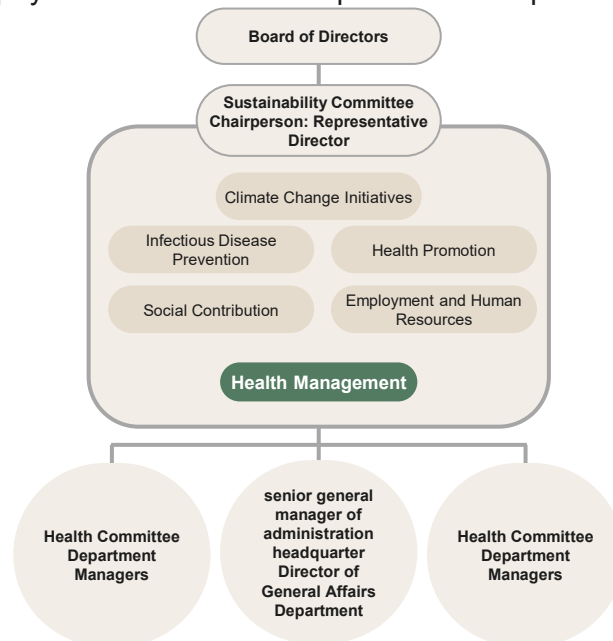 Board of Directors
Sustainability Committee
Chairperson: Representative
Director
Climate Change Initiatives
Infectious Disease
Prevention
Health Promotion
Social Contribution
Employment and Human
Resources
Health Management
Health Committee
Department
Managers
senior general
manager of
administration
headquarter
Director of
General Affairs
Department
Health Committee
Department
Managers